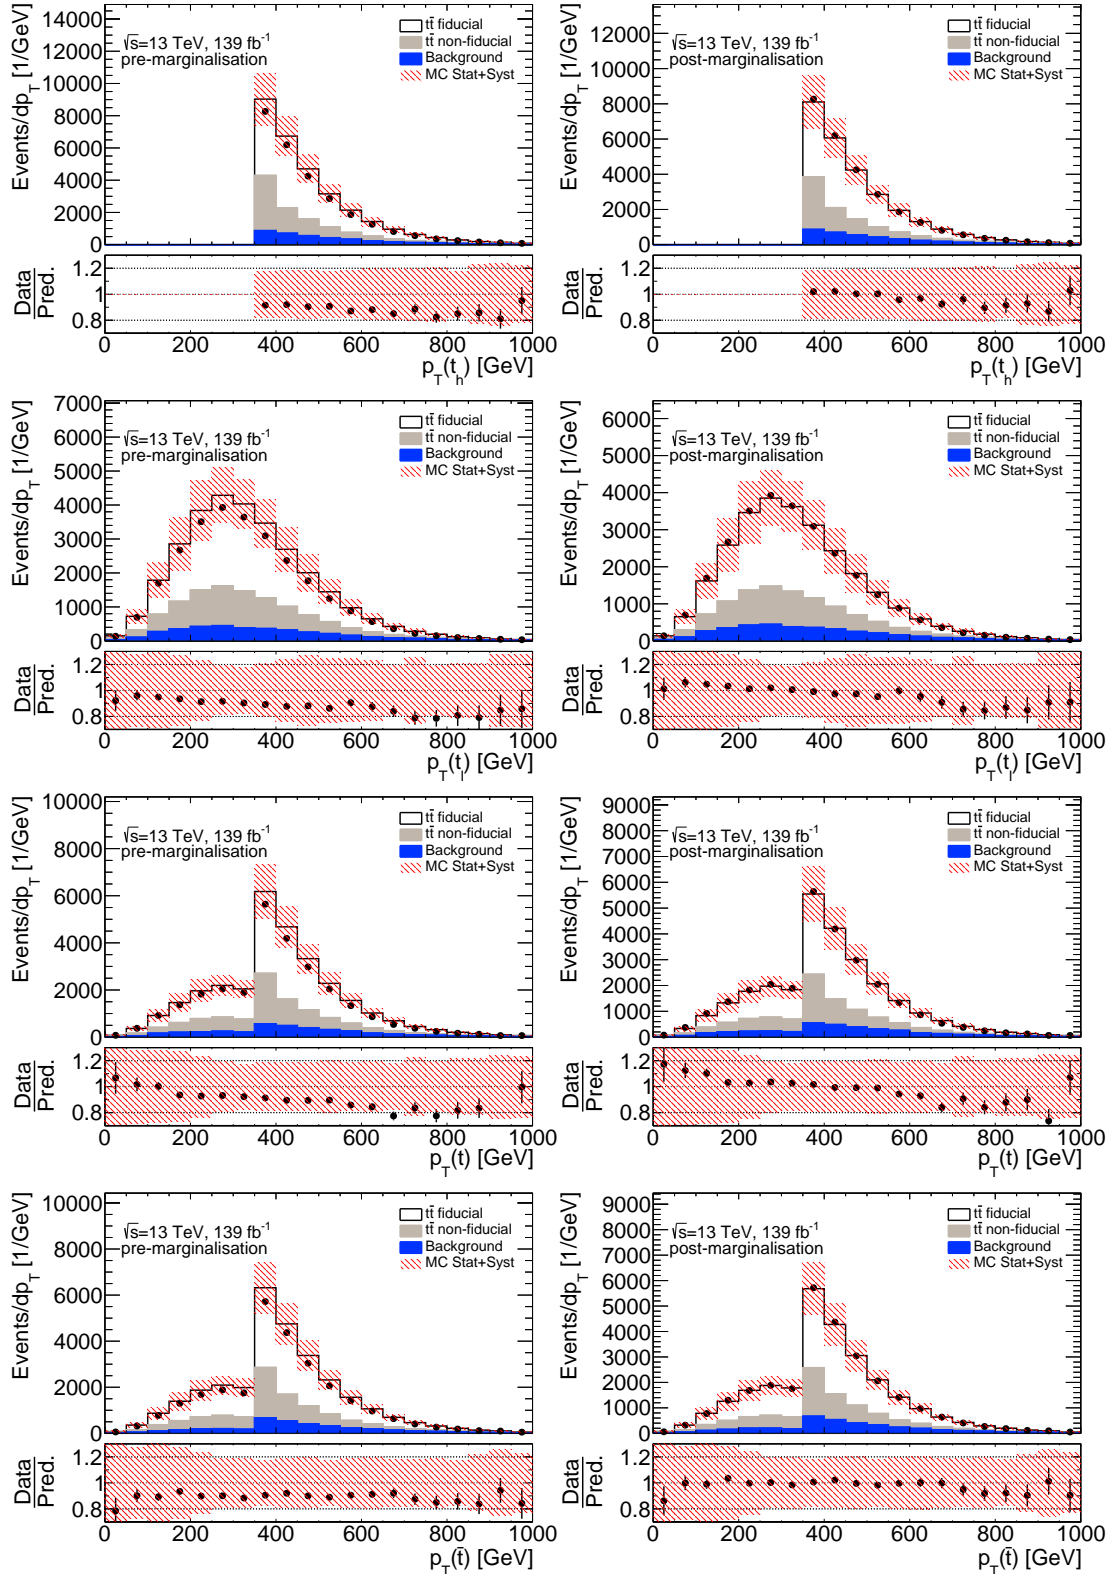 Events/dp_T [1/GeV]
14000
12000
10000
8000
6000
4000
2000
0
√s=13 TeV, 139 fb⁻¹
pre-marginalisation
tt̄ fiducial
tt̄ non-fiducial
Background
MC Stat+Syst
Data
Pred.
1.2
1
0.8
0 200 400 600 800 1000
p_T(t_h) [GeV]
Events/dp_T [1/GeV]
12000
10000
8000
6000
4000
2000
0
√s=13 TeV, 139 fb⁻¹
post-marginalisation
tt̄ fiducial
tt̄ non-fiducial
Background
MC Stat+Syst
Data
Pred.
1.2
1
0.8
0 200 400 600 800 1000
p_T(t_h) [GeV]
Events/dp_T [1/GeV]
7000
6000
5000
4000
3000
2000
1000
0
√s=13 TeV, 139 fb⁻¹
pre-marginalisation
tt̄ fiducial
tt̄ non-fiducial
Background
MC Stat+Syst
Data
Pred.
1.2
1
0.8
0 200 400 600 800 1000
p_T(t_l) [GeV]
Events/dp_T [1/GeV]
6000
5000
4000
3000
2000
1000
0
√s=13 TeV, 139 fb⁻¹
post-marginalisation
tt̄ fiducial
tt̄ non-fiducial
Background
MC Stat+Syst
Data
Pred.
1.2
1
0.8
0 200 400 600 800 1000
p_T(t_l) [GeV]
Events/dp_T [1/GeV]
10000
8000
6000
4000
2000
0
√s=13 TeV, 139 fb⁻¹
pre-marginalisation
tt̄ fiducial
tt̄ non-fiducial
Background
MC Stat+Syst
Data
Pred.
1.2
1
0.8
0 200 400 600 800 1000
p_T(t) [GeV]
Events/dp_T [1/GeV]
9000
8000
7000
6000
5000
4000
3000
2000
1000
0
√s=13 TeV, 139 fb⁻¹
post-marginalisation
tt̄ fiducial
tt̄ non-fiducial
Background
MC Stat+Syst
Data
Pred.
1.2
1
0.8
0 200 400 600 800 1000
p_T(t) [GeV]
Events/dp_T [1/GeV]
10000
8000
6000
4000
2000
0
√s=13 TeV, 139 fb⁻¹
pre-marginalisation
tt̄ fiducial
tt̄ non-fiducial
Background
MC Stat+Syst
Data
Pred.
1.2
1
0.8
0 200 400 600 800 1000
p_T(t̄) [GeV]
Events/dp_T [1/GeV]
9000
8000
7000
6000
5000
4000
3000
2000
1000
0
√s=13 TeV, 139 fb⁻¹
post-marginalisation
tt̄ fiducial
tt̄ non-fiducial
Background
MC Stat+Syst
Data
Pred.
1.2
1
0.8
0 200 400 600 800 1000
p_T(t̄) [GeV]